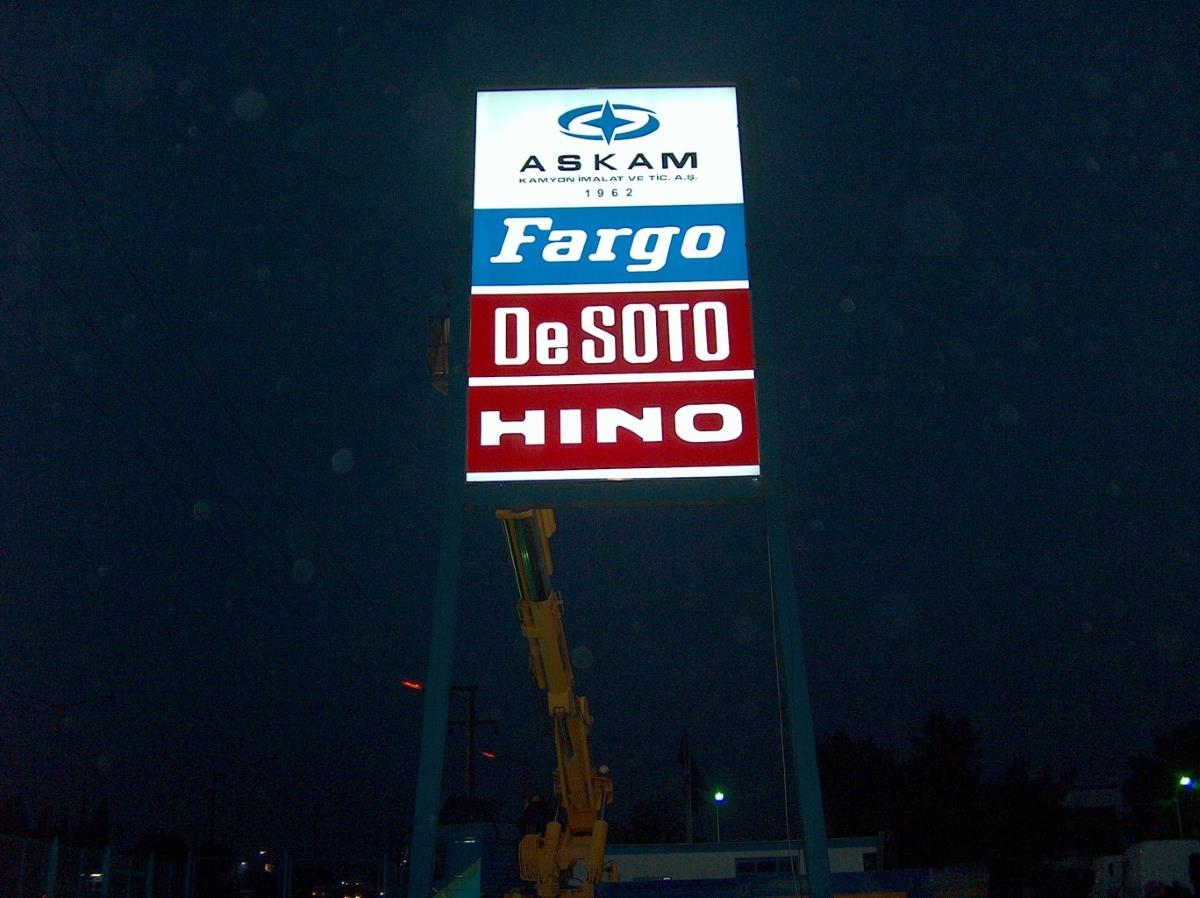 ASKAM
KAMYON İMALAT VE TİC. A.Ş.
1962
Fargo
De SOTO
HINO